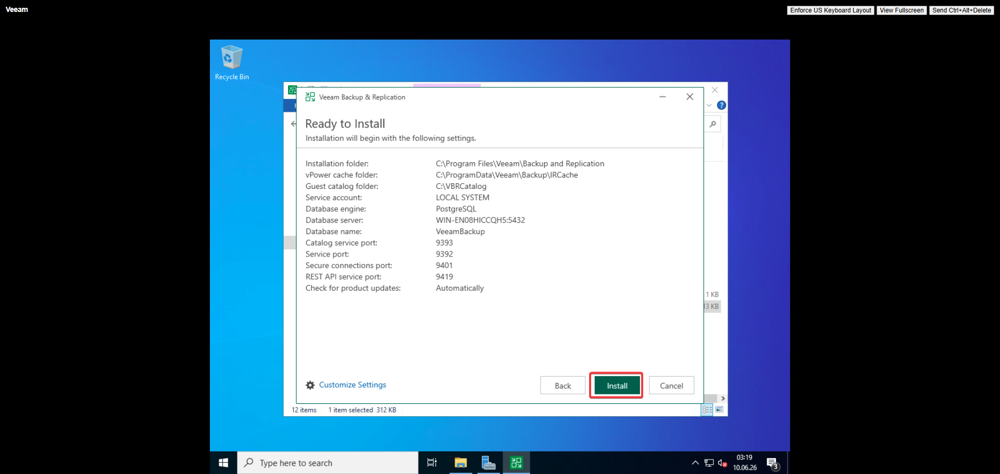 Veeam
Enforce US Keyboard Layout View Fullscreen Send Ctrl+Alt+Delete
Recycle Bin
Veeam Backup & Replication
Ready to Install
Installation will begin with the following settings.
Installation folder: C:\Program Files\Veeam\Backup and Replication
vPower cache folder: C:\ProgramData\Veeam\Backup\IRCache
Guest catalog folder: C:\VBRCatalog
Service account: LOCAL SYSTEM
Database engine: PostgreSQL
Database server: WIN-EN08HICCQH5:5432
Database name: VeeamBackup
Catalog service port: 9393
Service port: 9392
Secure connections port: 9401
REST API service port: 9419
Check for product updates: Automatically
1 KB
13 KB
Customize Settings Back Install Cancel
12 items 1 item selected 312 KB
Type here to search
03:19
10.06.26
3